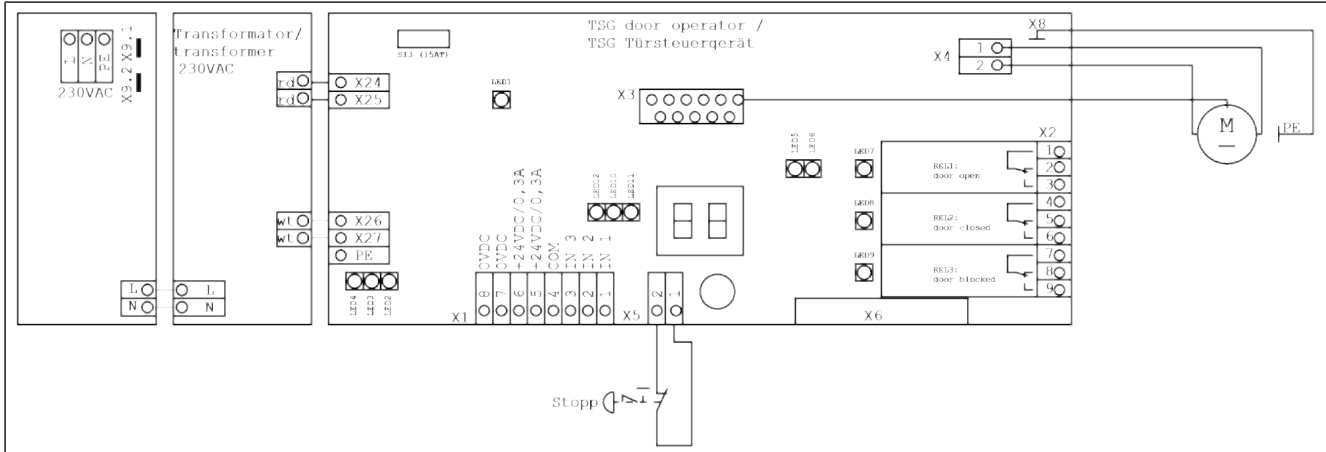 L
N
PE
X9.1
X9.2
230VAC
L
N
Transformator/
transformer
230VAC
rd
rd
wt
wt
L
N
TSG door operator /
TSG Türsteuergerät
SI3 (15AT)
X24
X25
X26
X27
PE
LED1
LED4
LED3
LED2
X3
X8
X4
1
2
M
PE
X2
LED5
LED6
LED7
LED8
LED9
LED12
LED10
LED11
REL1:
door open
REL2:
door closed
REL3:
door blocked
1
2
3
4
5
6
7
8
9
0VDC
0VDC
+24VDC/0,3A
+24VDC/0,3A
COM
IN 3
IN 2
IN 1
X1
8
7
6
5
4
3
2
1
X5
2
1
X6
Stopp